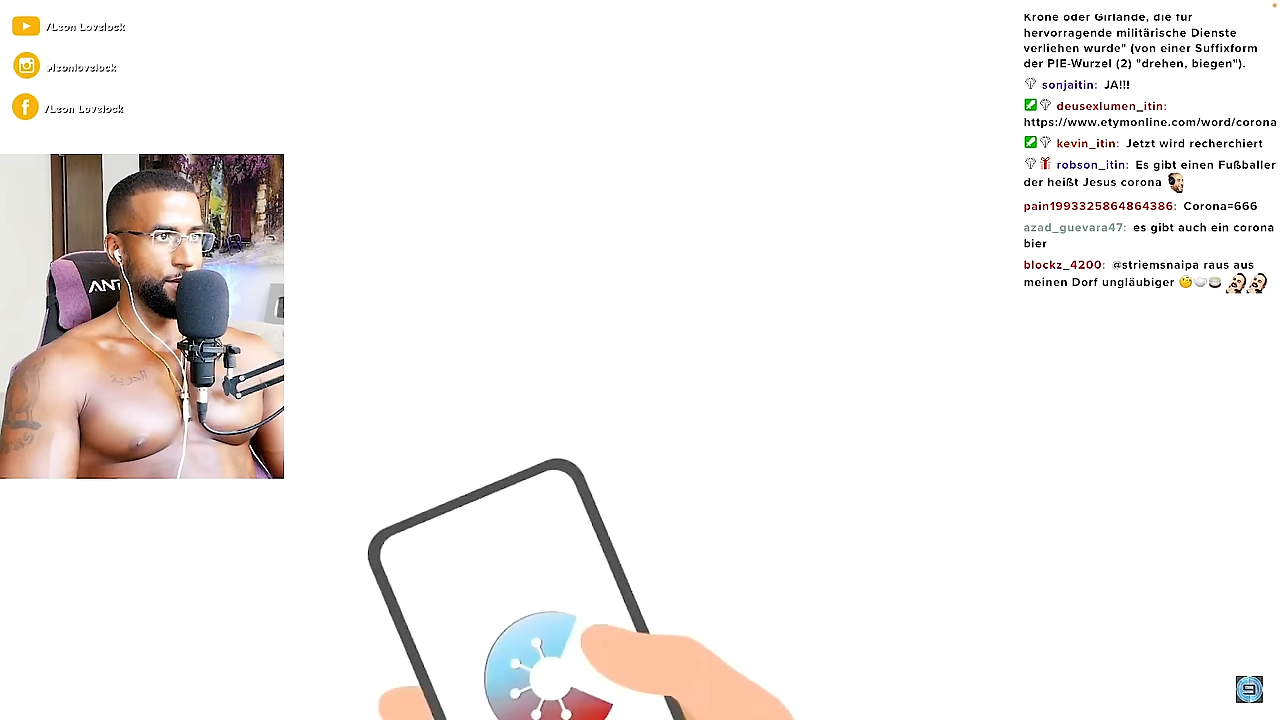 /Leon Lovelock
leonlovelock
/Leon Lovelock
ANT
الحرية
Krone oder Girlande, die für
hervorragende militärische Dienste
verliehen wurde" (von einer Suffixform
der PIE-Wurzel (2) "drehen, biegen").
sonjaitin: JA!!!
deusexlumen_itin:
https://www.etymonline.com/word/corona
kevin_itin: Jetzt wird recherchiert
robson_itin: Es gibt einen Fußballer
der heißt Jesus corona
pain1993325864864386: Corona=666
azad_guevara47: es gibt auch ein corona
bier
blockz_4200: @striemsnaipa raus aus
meinen Dorf ungläubiger